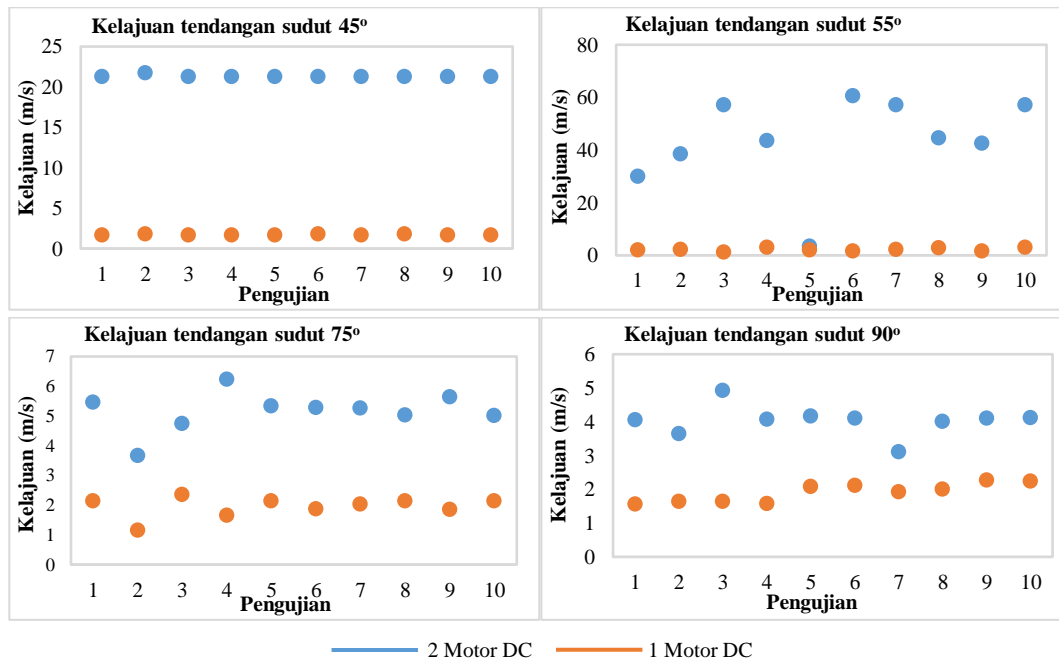 Kelajuan tendangan sudut 45º
Kelajuan (m/s)
25
20
15
10
5
0
1 2 3 4 5 6 7 8 9 10
Pengujian
Kelajuan tendangan sudut 55º
Kelajuan (m/s)
80
60
40
20
0
1 2 3 4 5 6 7 8 9 10
Pengujian
Kelajuan tendangan sudut 75º
Kelajuan (m/s)
7
6
5
4
3
2
1
0
1 2 3 4 5 6 7 8 9 10
Pengujian
Kelajuan tendangan sudut 90º
Kelajuan (m/s)
6
5
4
3
2
1
0
1 2 3 4 5 6 7 8 9 10
Pengujian
2 Motor DC 1 Motor DC